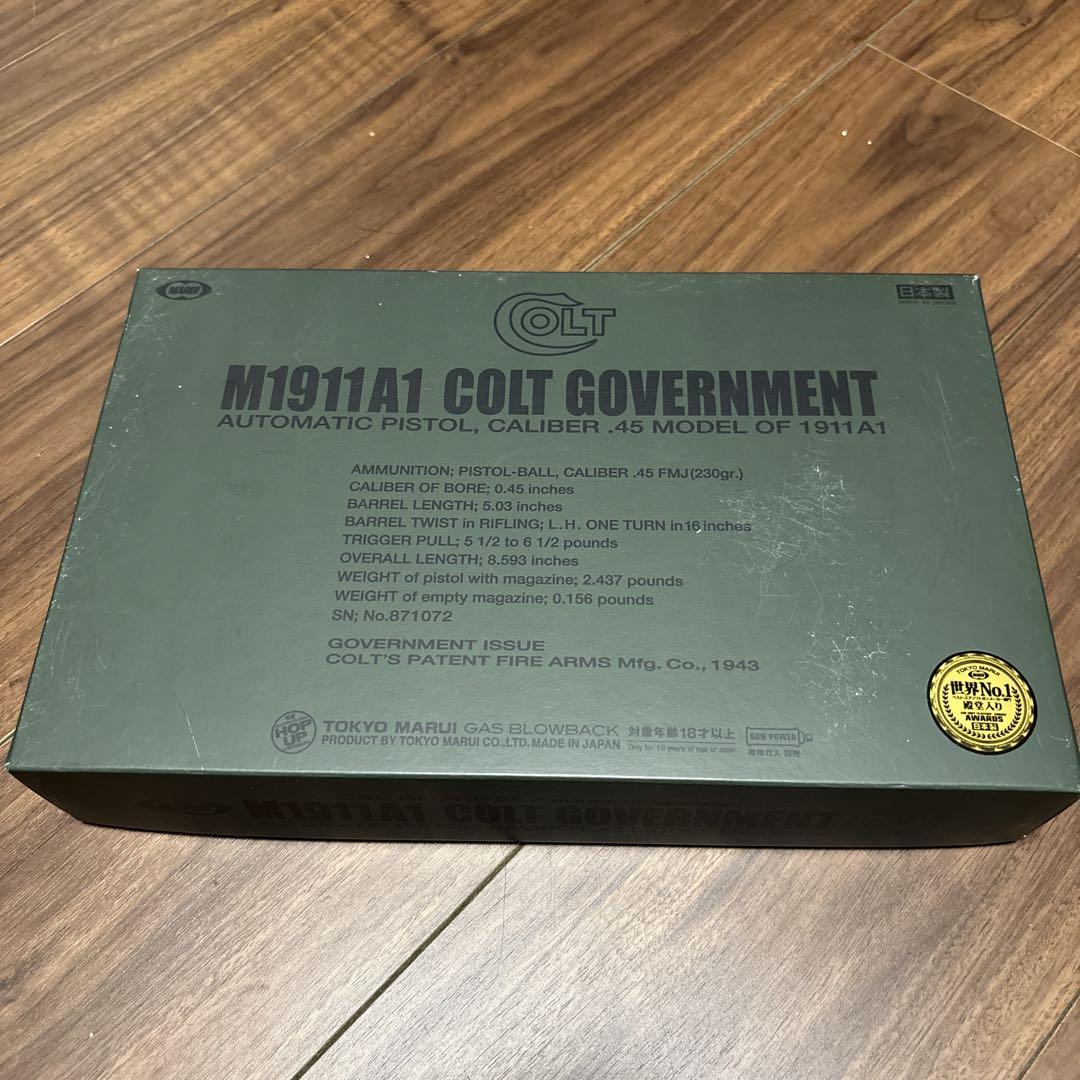 MARUI
日本製
MADE IN JAPAN
COLT
M1911A1 COLT GOVERNMENT
AUTOMATIC PISTOL, CALIBER .45 MODEL OF 1911A1
AMMUNITION; PISTOL-BALL, CALIBER .45 FMJ(230gr.)
CALIBER OF BORE; 0.45 inches
BARREL LENGTH; 5.03 inches
BARREL TWIST in RIFLING; L.H. ONE TURN in 16 inches
TRIGGER PULL; 5 1/2 to 6 1/2 pounds
OVERALL LENGTH; 8.593 inches
WEIGHT of pistol with magazine; 2.437 pounds
WEIGHT of empty magazine; 0.156 pounds
SN; No.871072
GOVERNMENT ISSUE
COLT'S PATENT FIRE ARMS Mfg. Co., 1943
HOP UP
TOKYO MARUI GAS BLOWBACK
PRODUCT BY TOKYO MARUI CO.,LTD. MADE IN JAPAN
対象年齢18才以上
Only for 18 years of age or older.
GUN POWER
専用ガス 別売
TOKYO MARUI
世界No.1
殿堂入り
AWARDS
日本製
M1911A1 COLT GOVERNMENT